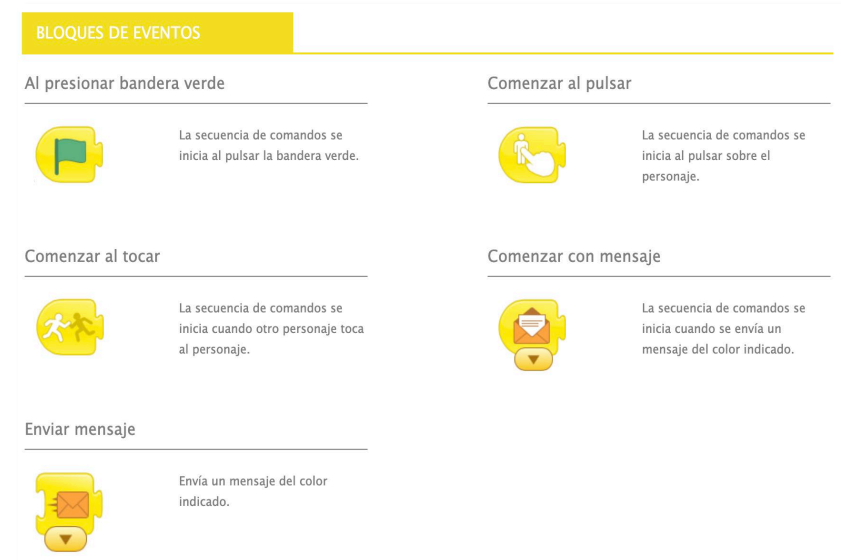 BLOQUES DE EVENTOS
Al presionar bandera verde
La secuencia de comandos se
inicia al pulsar la bandera verde.
Comenzar al pulsar
La secuencia de comandos se
inicia al pulsar sobre el
personaje.
Comenzar al tocar
La secuencia de comandos se
inicia cuando otro personaje toca
al personaje.
Comenzar con mensaje
La secuencia de comandos se
inicia cuando se envía un
mensaje del color indicado.
Enviar mensaje
Envía un mensaje del color
indicado.